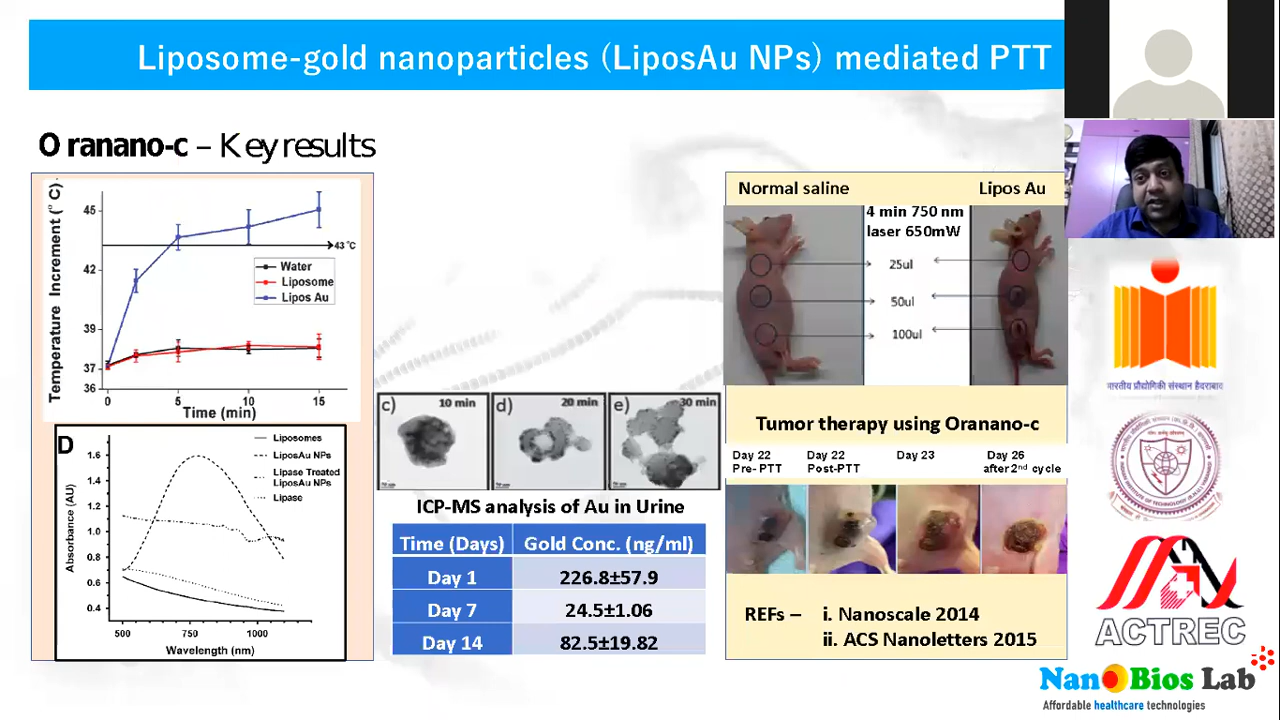 Liposome-gold nanoparticles (LiposAu NPs) mediated PTT
Oranano-c – Key results
Temperature Increment (°C)
45
42
39
37
36
43 °C
Water
Liposome
Lipos Au
0
5
10
15
Time (min)
D
Absorbance (AU)
1.6
1.4
1.2
1.0
0.8
0.6
0.4
Liposomes
LiposAu NPs
Lipase Treated
LiposAu NPs
Lipase
500
750
1000
Wavelength (nm)
c)
10 min
d)
20 min
e)
30 min
ICP-MS analysis of Au in Urine
Time (Days) Gold Conc. (ng/ml)
Day 1 226.8±57.9
Day 7 24.5±1.06
Day 14 82.5±19.82
Normal saline
Lipos Au
4 min 750 nm
laser 650mW
25ul
50ul
100ul
Tumor therapy using Oranano-c
Day 22
Pre- PTT
Day 22
Post-PTT
Day 23
Day 26
after 2nd cycle
REFs – i. Nanoscale 2014
ii. ACS Nanoletters 2015
भारतीय प्रौद्योगिकी संस्थान हैदराबाद
ACTREC
NanoBios Lab
Affordable healthcare technologies